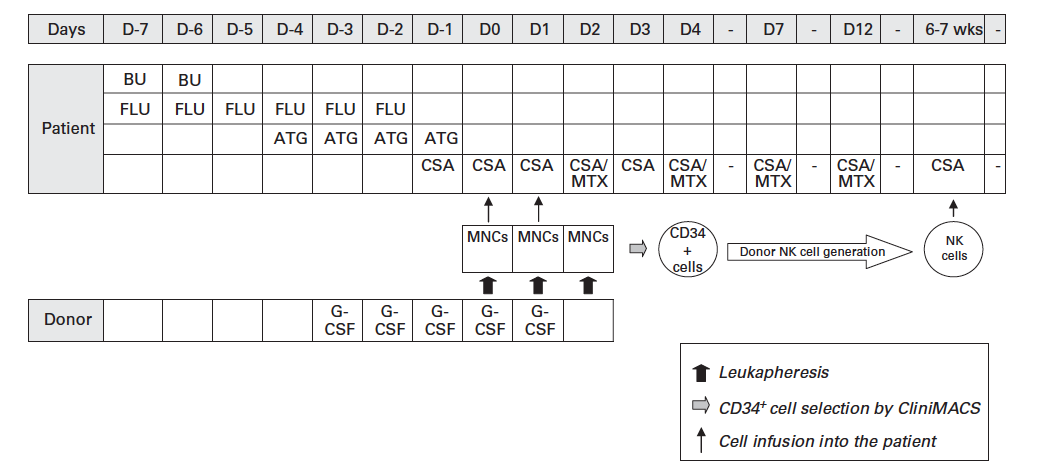 Days D-7 D-6 D-5 D-4 D-3 D-2 D-1 D0 D1 D2 D3 D4 - D7 - D12 - 6-7 wks -
Patient
BU BU
FLU FLU FLU FLU FLU FLU
ATG ATG ATG ATG
CSA CSA CSA CSA/ MTX CSA CSA/ MTX - CSA/ MTX - CSA/ MTX - CSA -
MNCs MNCs MNCs
CD34
+
cells
Donor NK cell generation
NK
cells
Donor
G-CSF G-CSF G-CSF G-CSF G-CSF
Leukapheresis
CD34⁺ cell selection by CliniMACS
Cell infusion into the patient